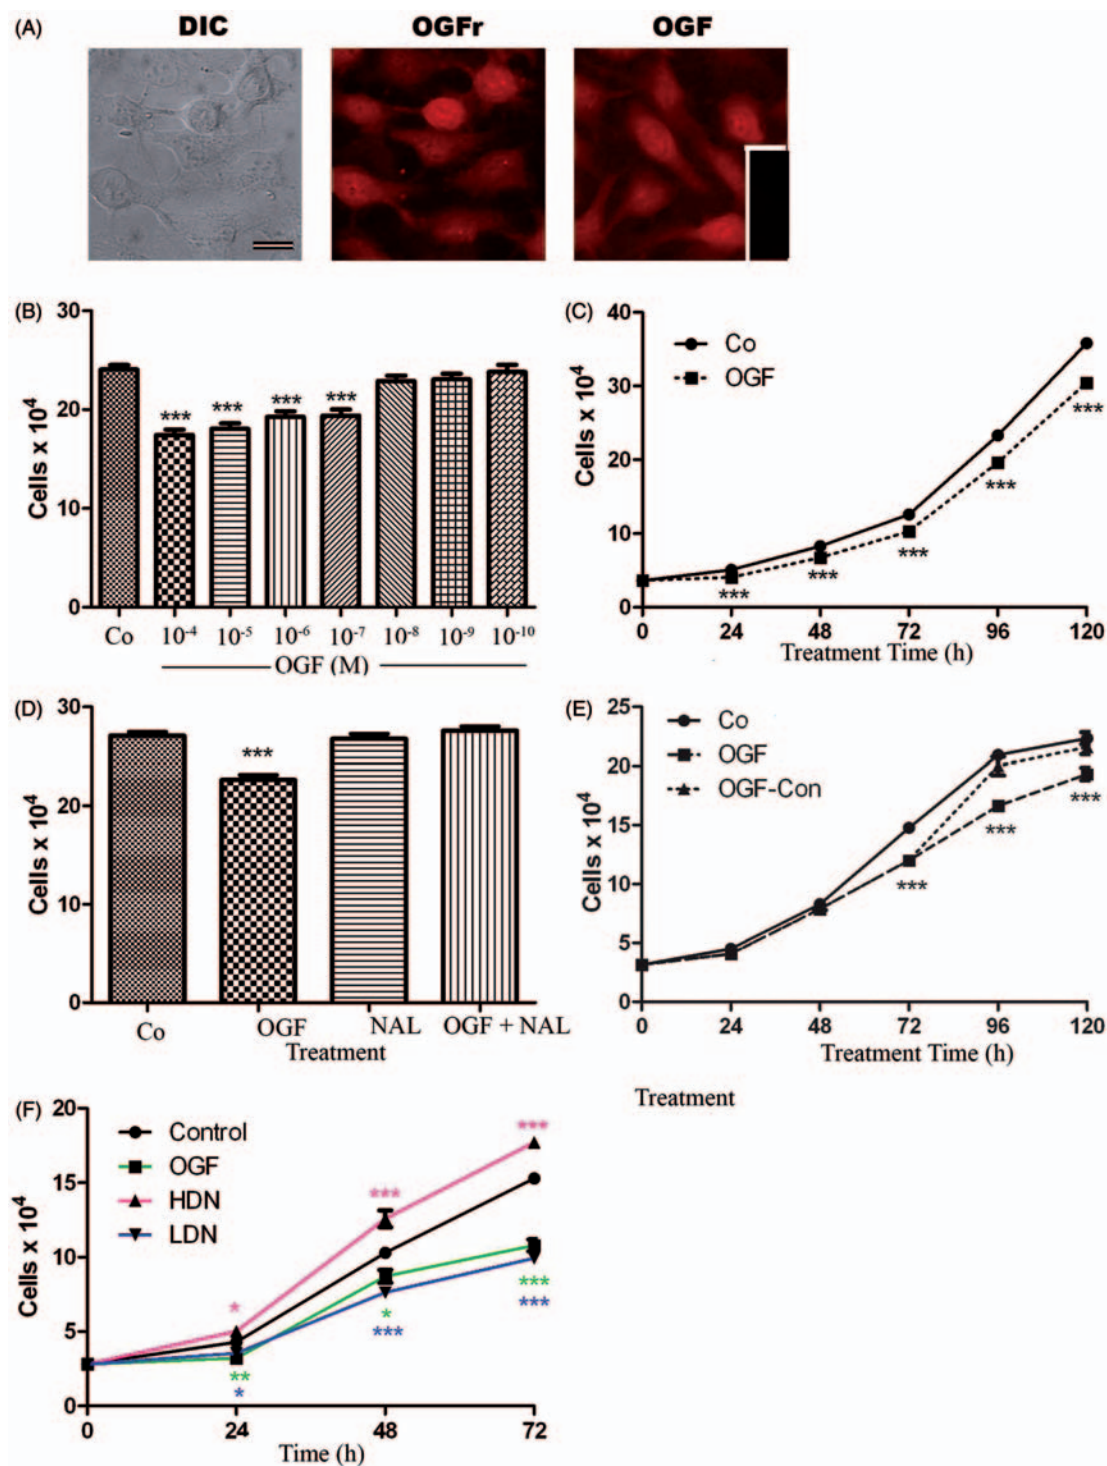 (A) DIC OGFr OGF
(B)
30
20
10
0
Cells x 10⁴
*** *** *** ***
Co 10⁻⁴ 10⁻⁵ 10⁻⁶ 10⁻⁷ 10⁻⁸ 10⁻⁹ 10⁻¹⁰
OGF (M)
(C)
40
30
20
10
0
Cells x 10⁴
Co
OGF
*** *** *** *** ***
0 24 48 72 96 120
Treatment Time (h)
(D)
30
20
10
0
Cells x 10⁴
***
Co OGF NAL OGF + NAL
Treatment
(E)
25
20
15
10
5
0
Cells x 10⁴
Co
OGF
OGF-Con
*** *** ***
0 24 48 72 96 120
Treatment Time (h)
Treatment
(F)
20
15
10
5
0
Cells x 10⁴
Control
OGF
HDN
LDN
* *** ***
** * ***
* *** ***
0 24 48 72
Time (h)